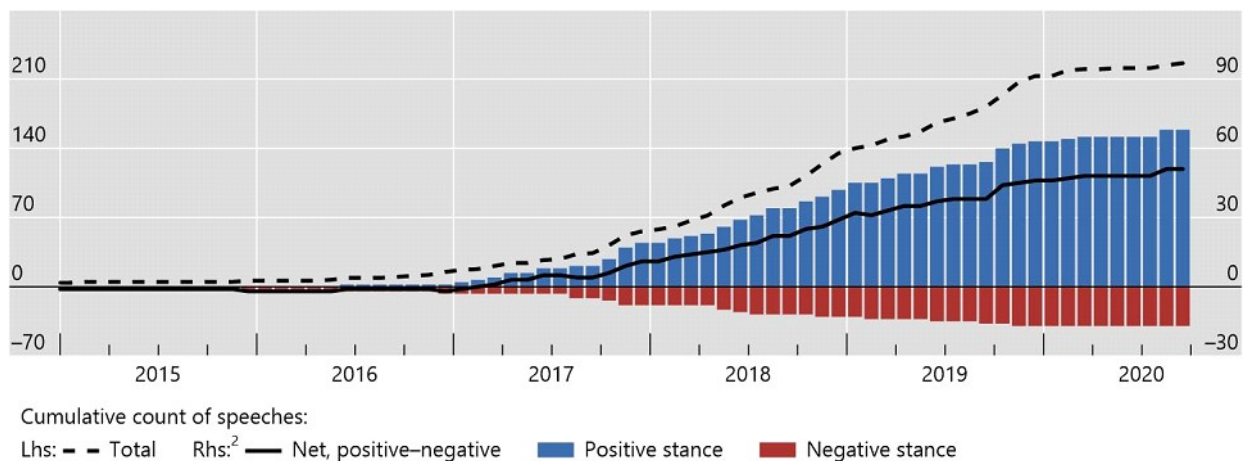 210 90
140 60
70 30
0 0
–70 –30
2015 2016 2017 2018 2019 2020
Cumulative count of speeches:
Lhs: Total Rhs:2 Net, positive–negative Positive stance Negative stance